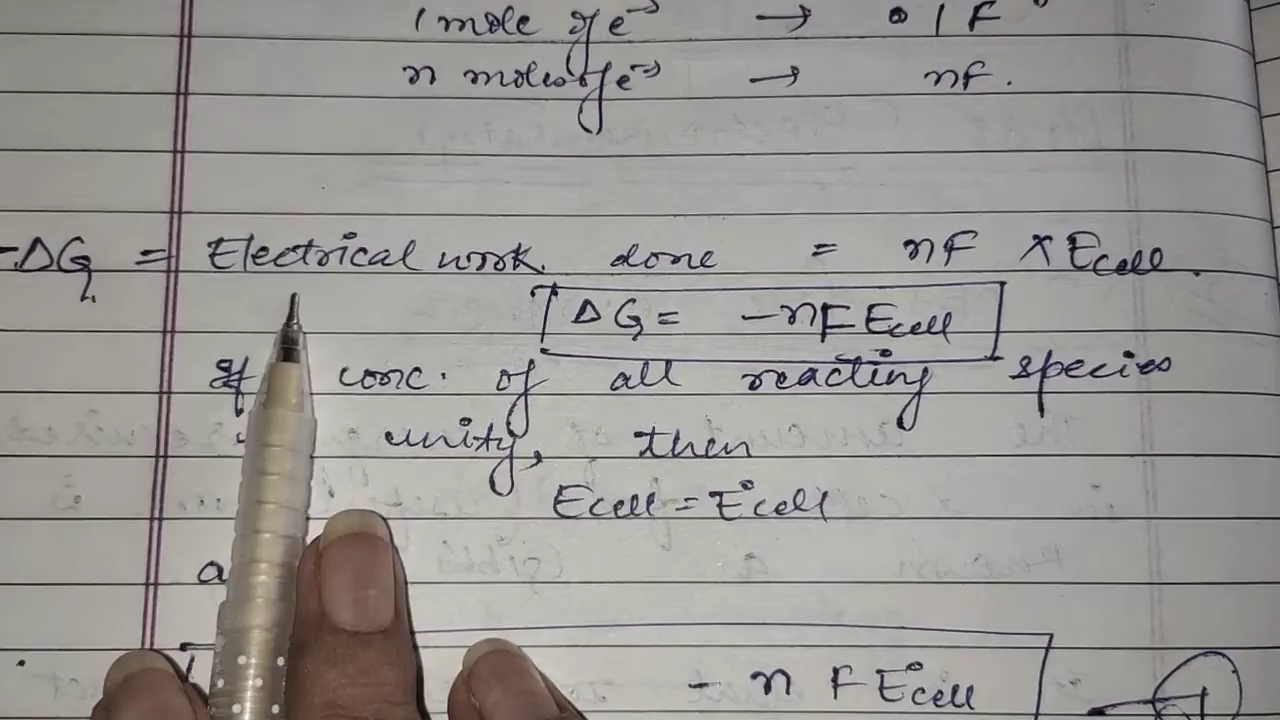 1 mole of e⁻ → 1 F
n moles of e⁻ → nF.
-ΔG = Electrical work done = nF × Ecell.
ΔG = -nFEcell
If conc. of all reacting species
unity, then
Ecell = E°cell
a
- n F E°cell